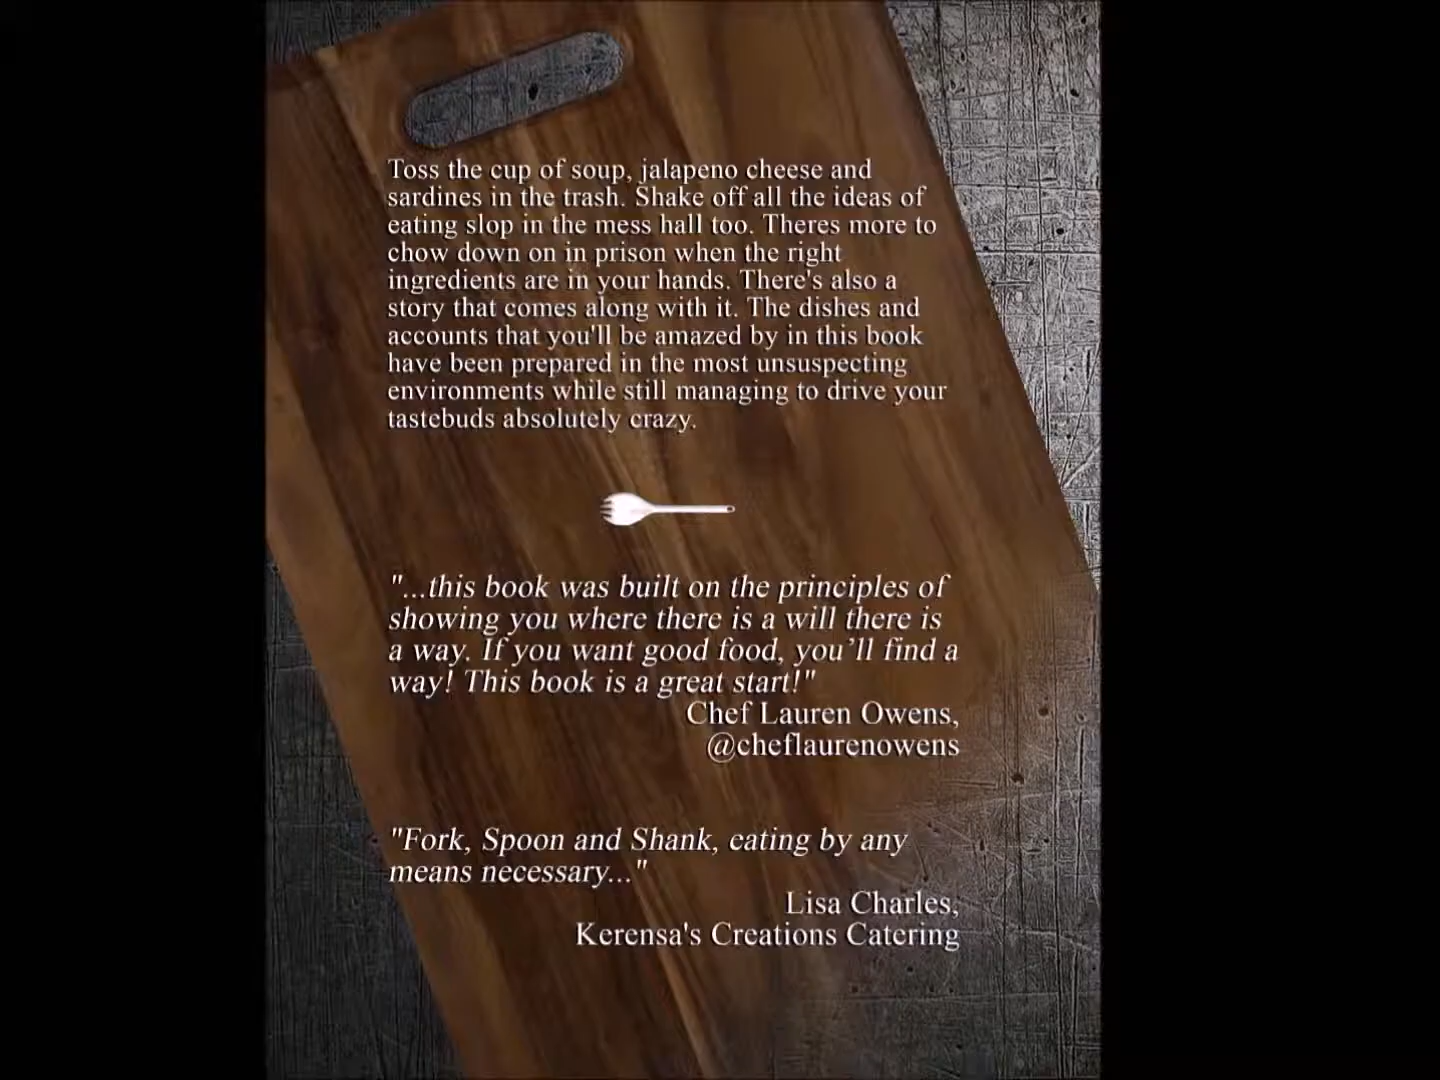 Toss the cup of soup, jalapeno cheese and
sardines in the trash. Shake off all the ideas of
eating slop in the mess hall too. Theres more to
chow down on in prison when the right
ingredients are in your hands. There's also a
story that comes along with it. The dishes and
accounts that you'll be amazed by in this book
have been prepared in the most unsuspecting
environments while still managing to drive your
tastebuds absolutely crazy.
"...this book was built on the principles of
showing you where there is a will there is
a way. If you want good food, you’ll find a
way! This book is a great start!"
Chef Lauren Owens,
@cheflaurenowens
"Fork, Spoon and Shank, eating by any
means necessary..."
Lisa Charles,
Kerensa's Creations Catering